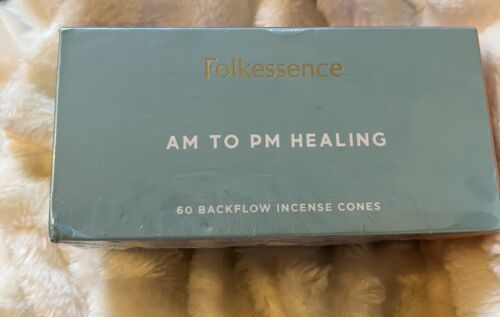 Folkessence
AM TO PM HEALING
60 BACKFLOW INCENSE CONES